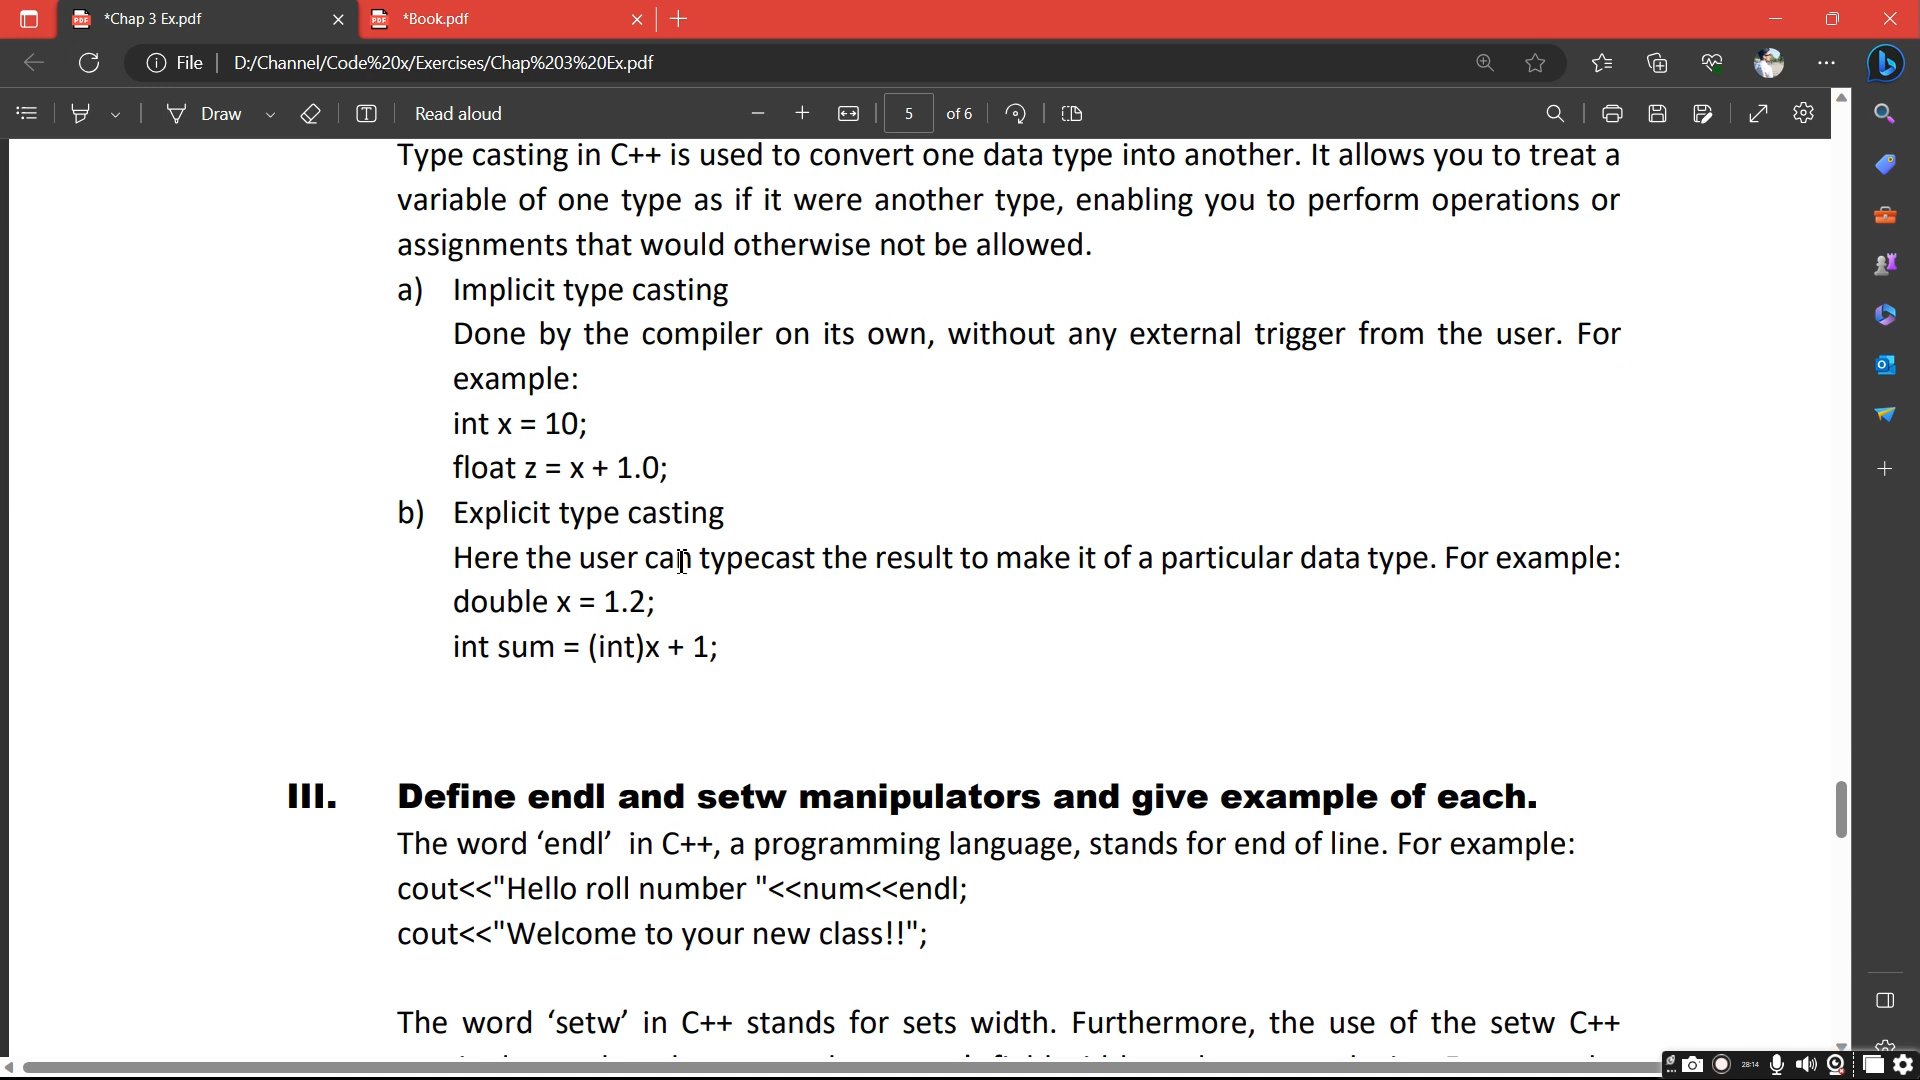 *Chap 3 Ex.pdf
*Book.pdf
File
D:/Channel/Code%20x/Exercises/Chap%203%20Ex.pdf
Draw
Read aloud
5 of 6
Type casting in C++ is used to convert one data type into another. It allows you to treat a
variable of one type as if it were another type, enabling you to perform operations or
assignments that would otherwise not be allowed.
a) Implicit type casting
Done by the compiler on its own, without any external trigger from the user. For
example:
int x = 10;
float z = x + 1.0;
b) Explicit type casting
Here the user can typecast the result to make it of a particular data type. For example:
double x = 1.2;
int sum = (int)x + 1;
III. Define endl and setw manipulators and give example of each.
The word ‘endl’ in C++, a programming language, stands for end of line. For example:
cout<<"Hello roll number "<<num<<endl;
cout<<"Welcome to your new class!!";
The word ‘setw’ in C++ stands for sets width. Furthermore, the use of the setw C++
28:14